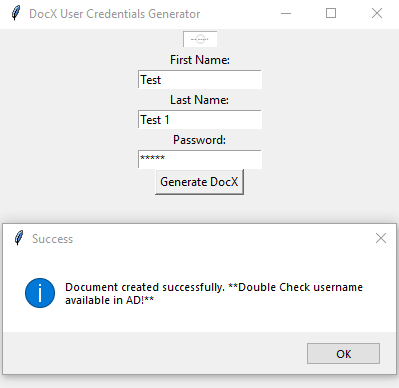 DocX User Credentials Generator
First Name:
Test
Last Name:
Test 1
Password:
*****
Generate DocX
Success
Document created successfully. **Double Check username
available in AD!**
OK